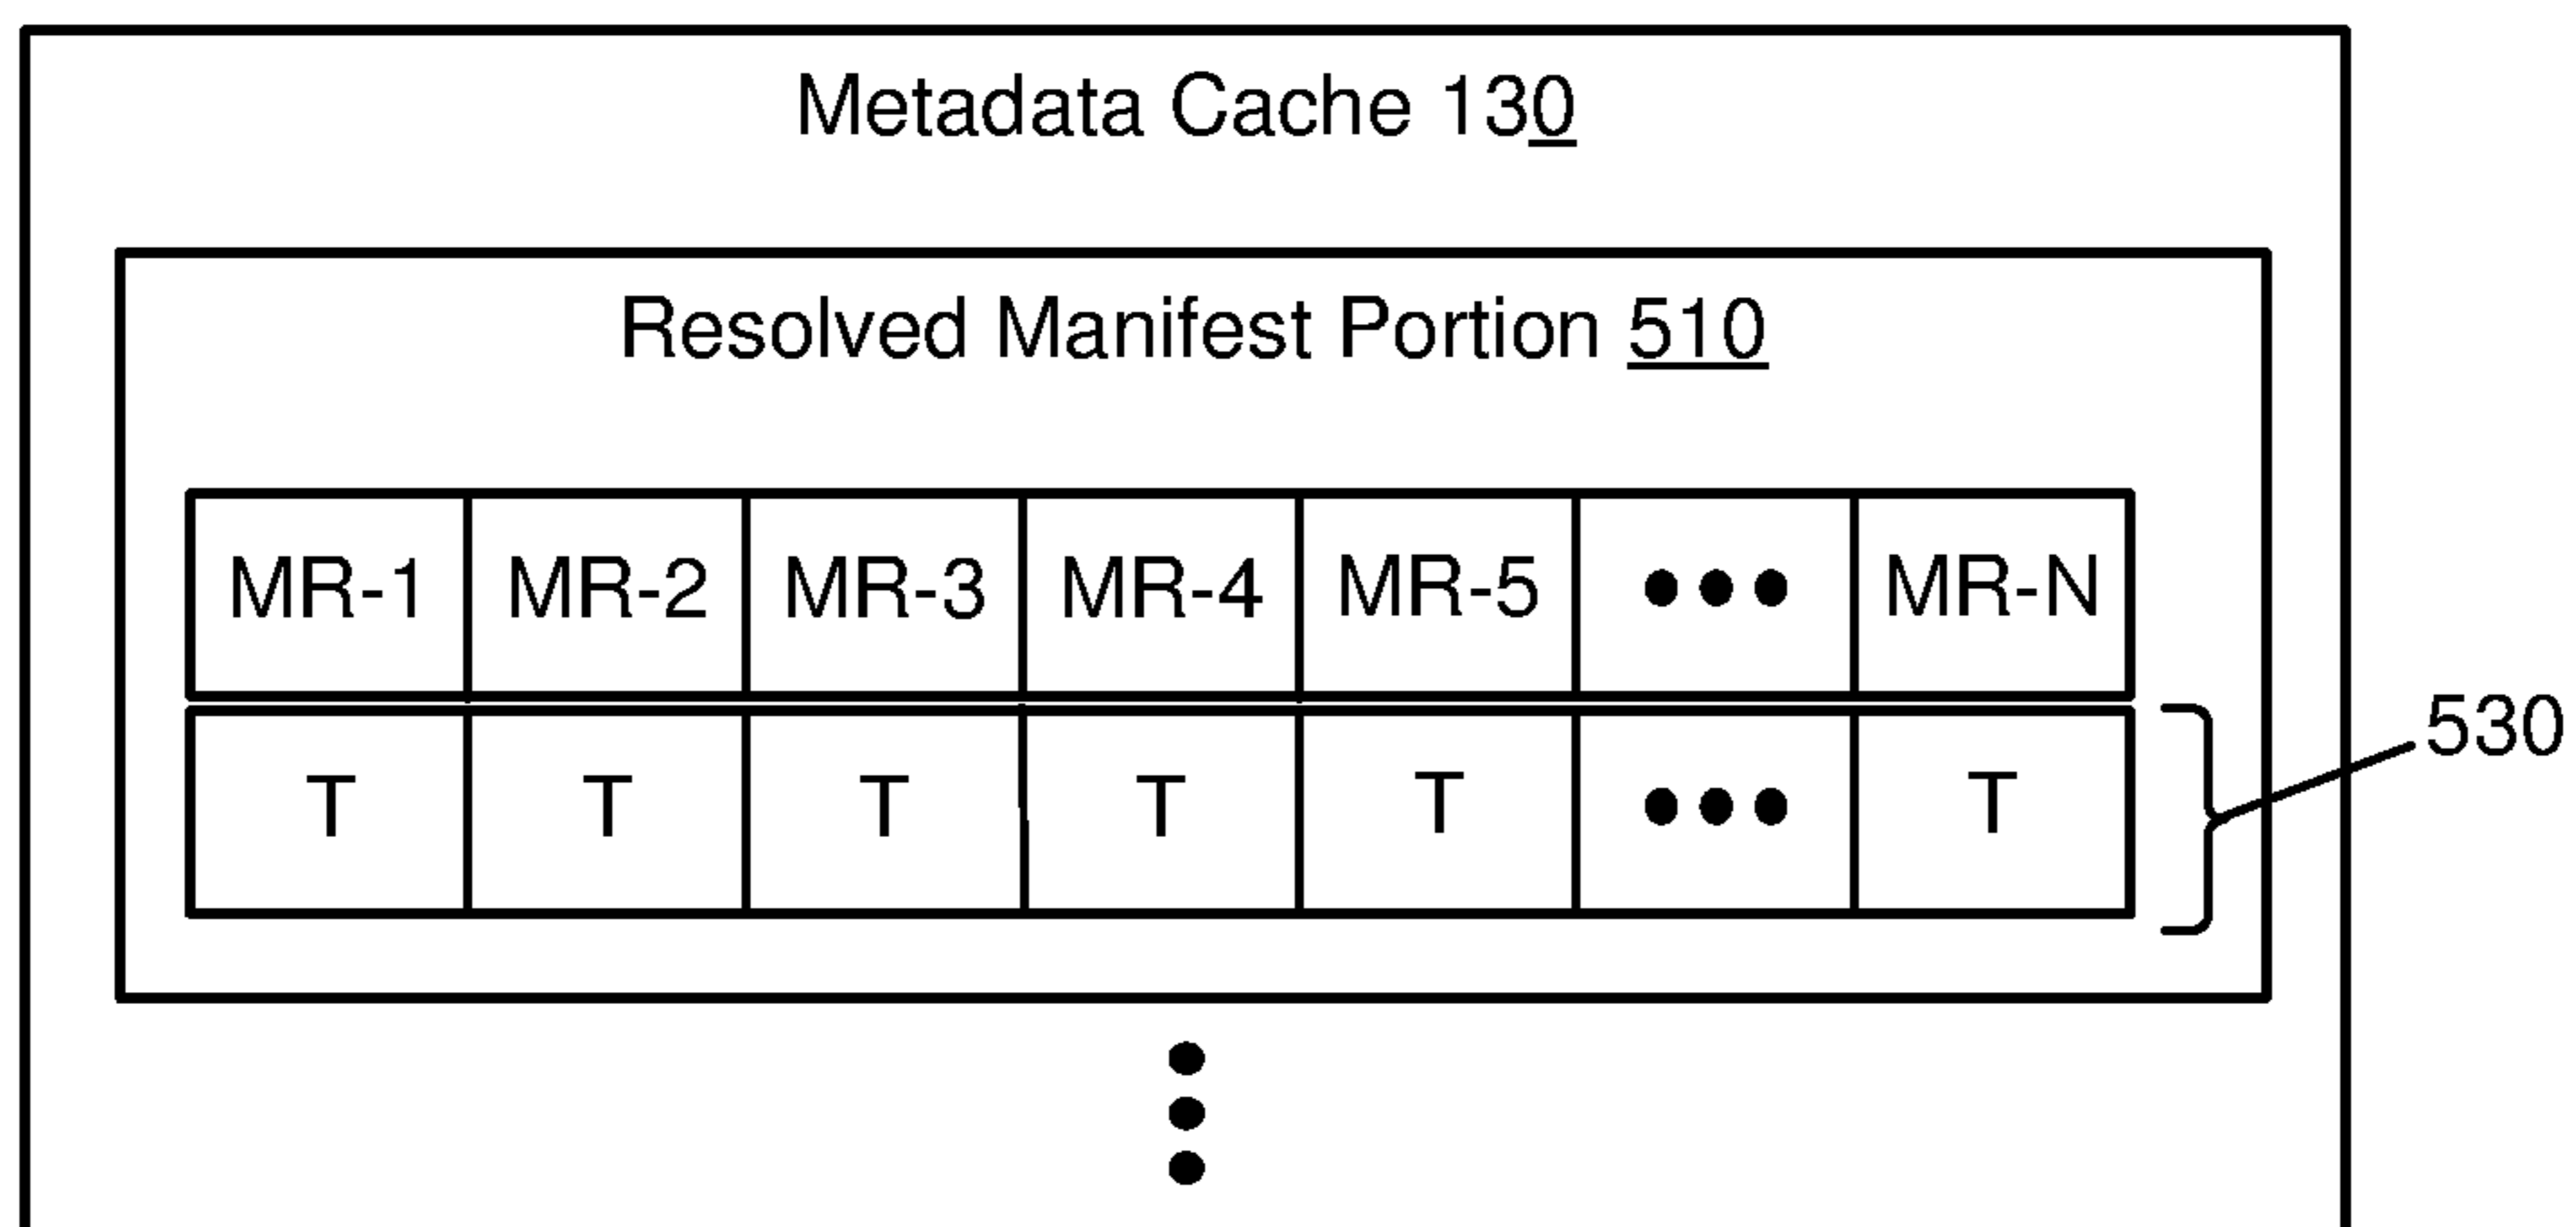 Metadata Cache 130
Resolved Manifest Portion 510
MR-1 MR-2 MR-3 MR-4 MR-5 ••• MR-N
T T T T T ••• T
530